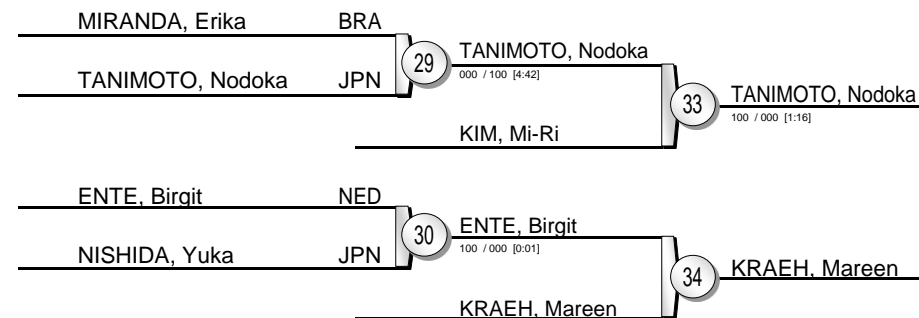 MIRANDA, Erika BRA
TANIMOTO, Nodoka JPN
29
TANIMOTO, Nodoka
000 / 100 [4:42]
KIM, Mi-Ri
33
TANIMOTO, Nodoka
100 / 000 [1:16]
ENTE, Birgit NED
NISHIDA, Yuka JPN
30
ENTE, Birgit
100 / 000 [0:01]
KRAEH, Mareen
34
KRAEH, Mareen